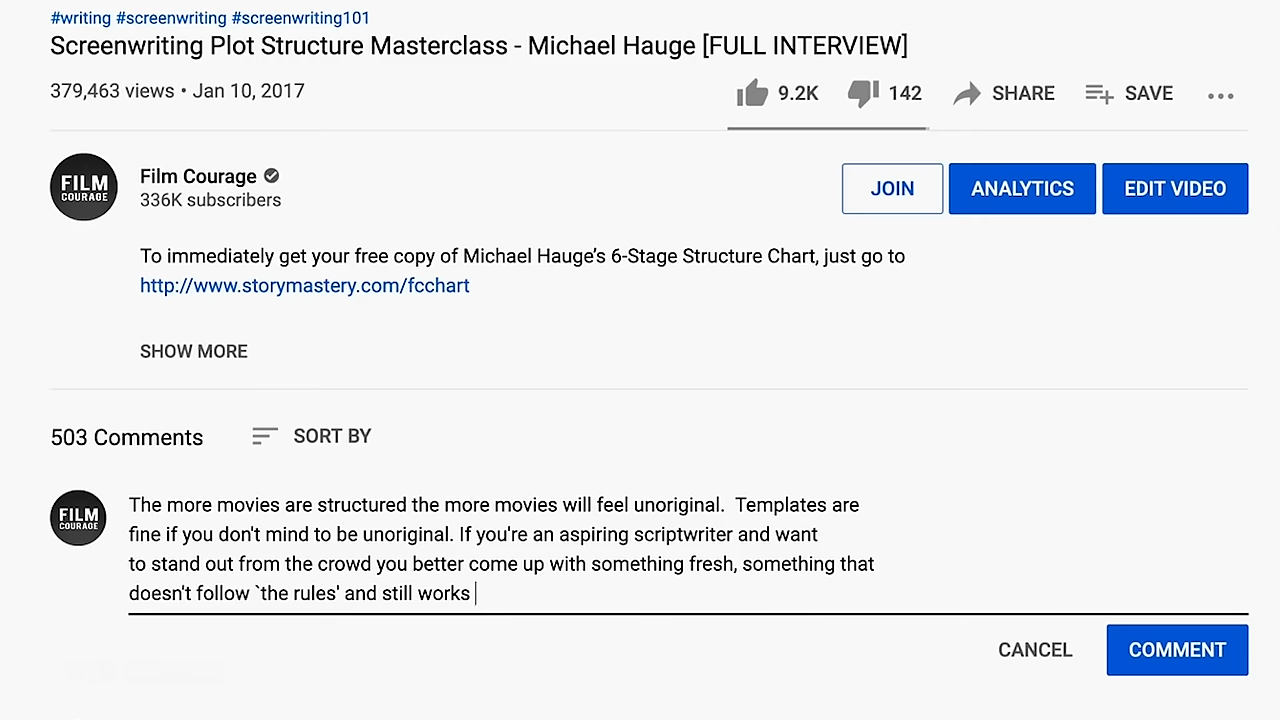 #writing #screenwriting #screenwriting101
Screenwriting Plot Structure Masterclass - Michael Hauge [FULL INTERVIEW]
379,463 views • Jan 10, 2017
9.2K
142
SHARE
SAVE
FILM
COURAGE
Film Courage
336K subscribers
JOIN
ANALYTICS
EDIT VIDEO
To immediately get your free copy of Michael Hauge’s 6-Stage Structure Chart, just go to
http://www.storymastery.com/fcchart
SHOW MORE
503 Comments
SORT BY
FILM
COURAGE
The more movies are structured the more movies will feel unoriginal.  Templates are
fine if you don't mind to be unoriginal. If you're an aspiring scriptwriter and want
to stand out from the crowd you better come up with something fresh, something that
doesn't follow `the rules' and still works
CANCEL
COMMENT